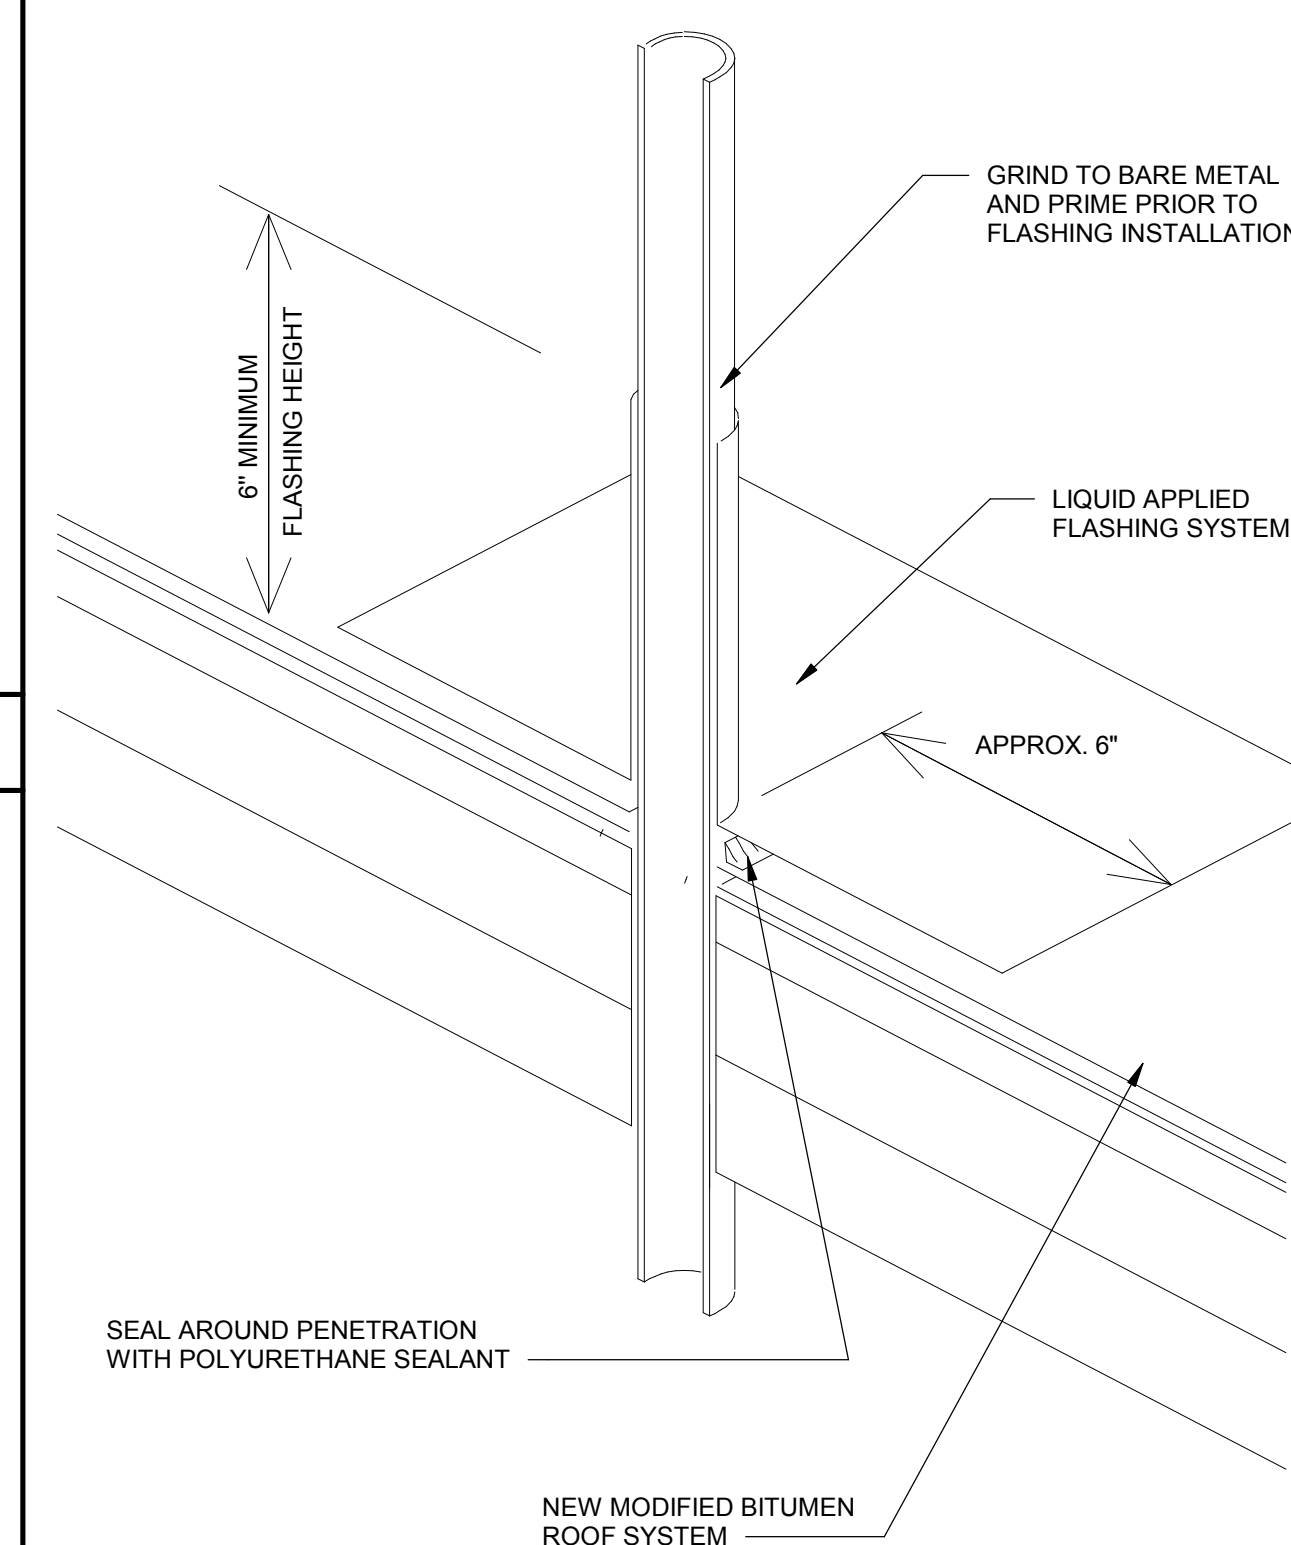 GRIND TO BARE METAL
AND PRIME PRIOR TO
FLASHING INSTALLATION
6" MINIMUM
FLASHING HEIGHT
LIQUID APPLIED
FLASHING SYSTEM
APPROX. 6"
SEAL AROUND PENETRATION
WITH POLYURETHANE SEALANT
NEW MODIFIED BITUMEN
ROOF SYSTEM